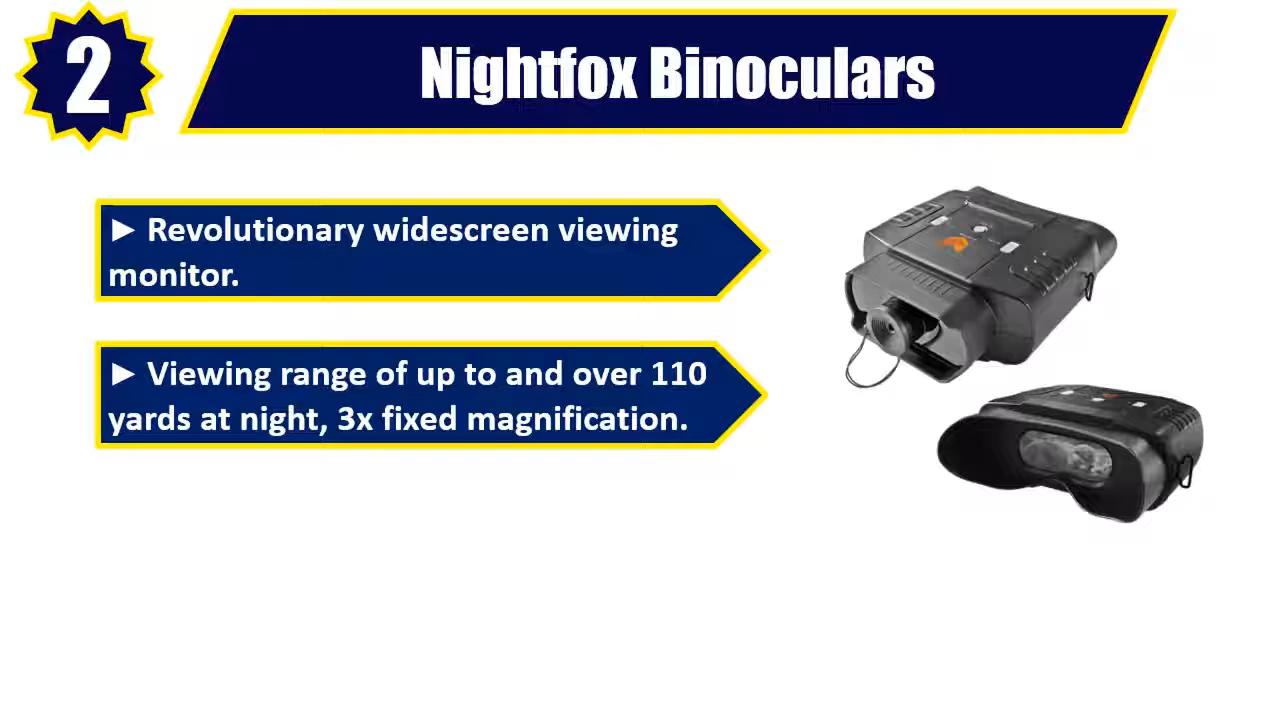 2
Nightfox Binoculars
► Revolutionary widescreen viewing
monitor.
► Viewing range of up to and over 110
yards at night, 3x fixed magnification.